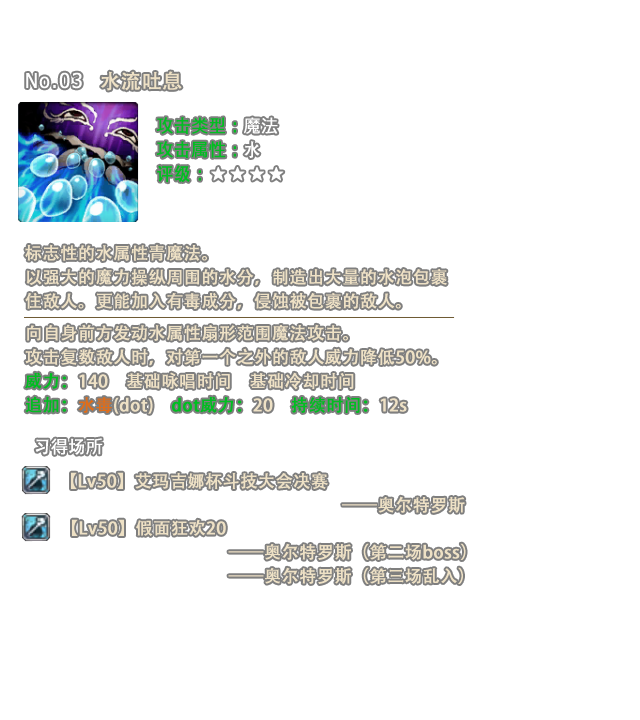 No.03 水流吐息
攻击类型：魔法
攻击属性：水
评级：☆☆☆☆
标志性的水属性青魔法。
以强大的魔力操纵周围的水分，制造出大量的水泡包裹
住敌人。更能加入有毒成分，侵蚀被包裹的敌人。
向自身前方发动水属性扇形范围魔法攻击。
攻击复数敌人时，对第一个之外的敌人威力降低50%。
威力：140 基础咏唱时间 基础冷却时间
追加：水毒(dot) dot威力：20 持续时间：12s
习得场所
【Lv50】艾玛吉娜杯斗技大会决赛
——奥尔特罗斯
【Lv50】假面狂欢20
——奥尔特罗斯（第二场boss）
——奥尔特罗斯（第三场乱入）